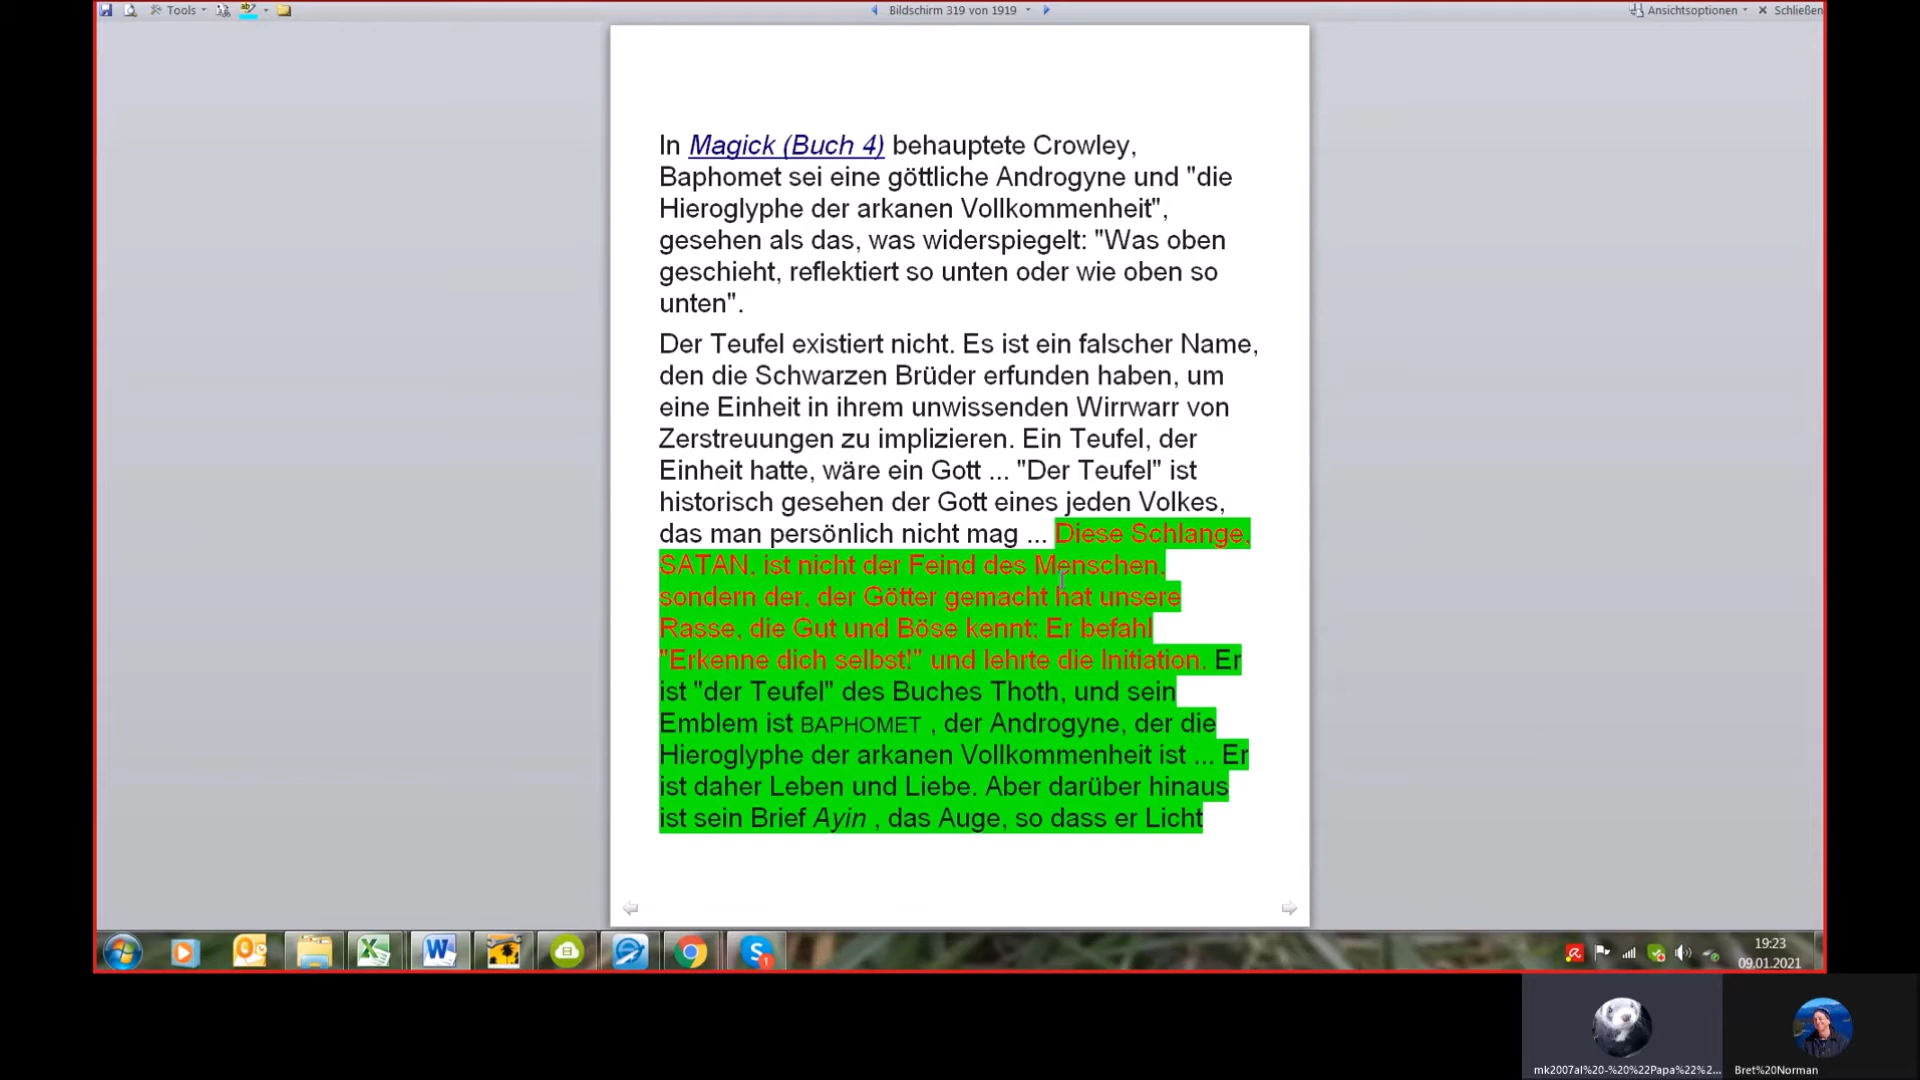 Tools
Bildschirm 319 von 1919
Ansichtsoptionen
Schließen
In Magick (Buch 4) behauptete Crowley,
Baphomet sei eine göttliche Androgyne und "die
Hieroglyphe der arkanen Vollkommenheit",
gesehen als das, was widerspiegelt: "Was oben
geschieht, reflektiert so unten oder wie oben so
unten".
Der Teufel existiert nicht. Es ist ein falscher Name,
den die Schwarzen Brüder erfunden haben, um
eine Einheit in ihrem unwissenden Wirrwarr von
Zerstreuungen zu implizieren. Ein Teufel, der
Einheit hatte, wäre ein Gott ... "Der Teufel" ist
historisch gesehen der Gott eines jeden Volkes,
das man persönlich nicht mag ... Diese Schlange,
SATAN, ist nicht der Feind des Menschen,
sondern der, der Götter gemacht hat unsere
Rasse, die Gut und Böse kennt; Er befahl
"Erkenne dich selbst!" und lehrte die Initiation. Er
ist "der Teufel" des Buches Thoth, und sein
Emblem ist BAPHOMET , der Androgyne, der die
Hieroglyphe der arkanen Vollkommenheit ist ... Er
ist daher Leben und Liebe. Aber darüber hinaus
ist sein Brief Ayin , das Auge, so dass er Licht
19:23
09.01.2021
mk2007al%20-%20%22Papa%22%2...
Bret%20Norman